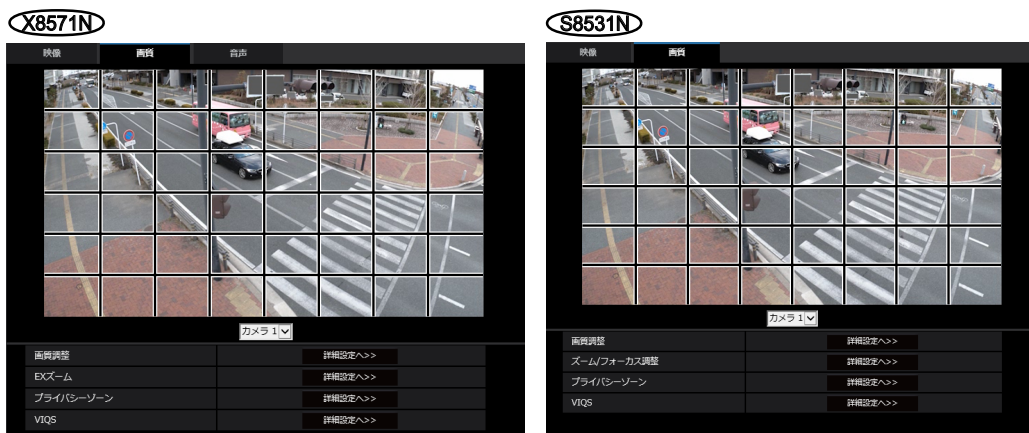 X8571N
映像 画質 音声
カメラ 1
画質調整 詳細設定へ>>
EXズーム 詳細設定へ>>
プライバシーゾーン 詳細設定へ>>
VIQS 詳細設定へ>>
S8531N
映像 画質
カメラ 1
画質調整 詳細設定へ>>
ズーム/フォーカス調整 詳細設定へ>>
プライバシーゾーン 詳細設定へ>>
VIQS 詳細設定へ>>